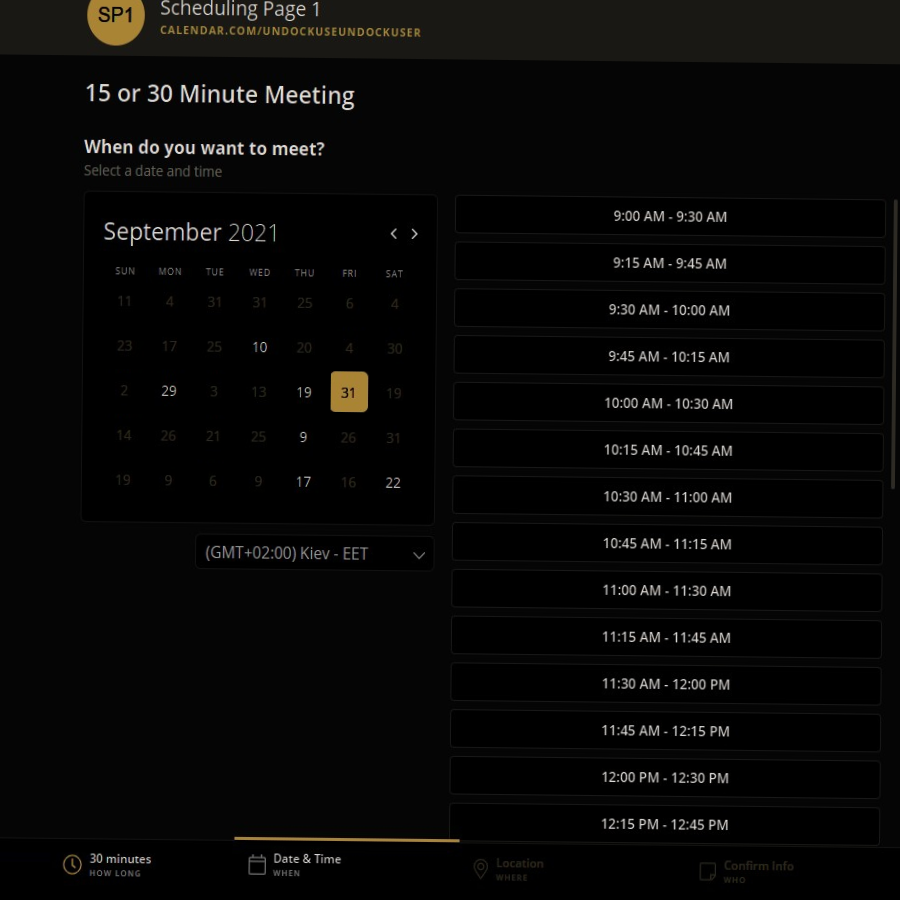 SP1
Scheduling Page 1
CALENDAR.COM/UNDOCKUSEUNDOCKUSER
15 or 30 Minute Meeting
When do you want to meet?
Select a date and time
September 2021
SUN MON TUE WED THU FRI SAT
11 4 31 31 25 6 4
23 17 25 10 20 4 30
2 29 3 13 19 31 19
14 26 21 25 9 26 31
19 9 6 9 17 16 22
(GMT+02:00) Kiev - EET
9:00 AM - 9:30 AM
9:15 AM - 9:45 AM
9:30 AM - 10:00 AM
9:45 AM - 10:15 AM
10:00 AM - 10:30 AM
10:15 AM - 10:45 AM
10:30 AM - 11:00 AM
10:45 AM - 11:15 AM
11:00 AM - 11:30 AM
11:15 AM - 11:45 AM
11:30 AM - 12:00 PM
11:45 AM - 12:15 PM
12:00 PM - 12:30 PM
12:15 PM - 12:45 PM
30 minutes
HOW LONG
Date & Time
WHEN
Location
WHERE
Confirm Info
WHO